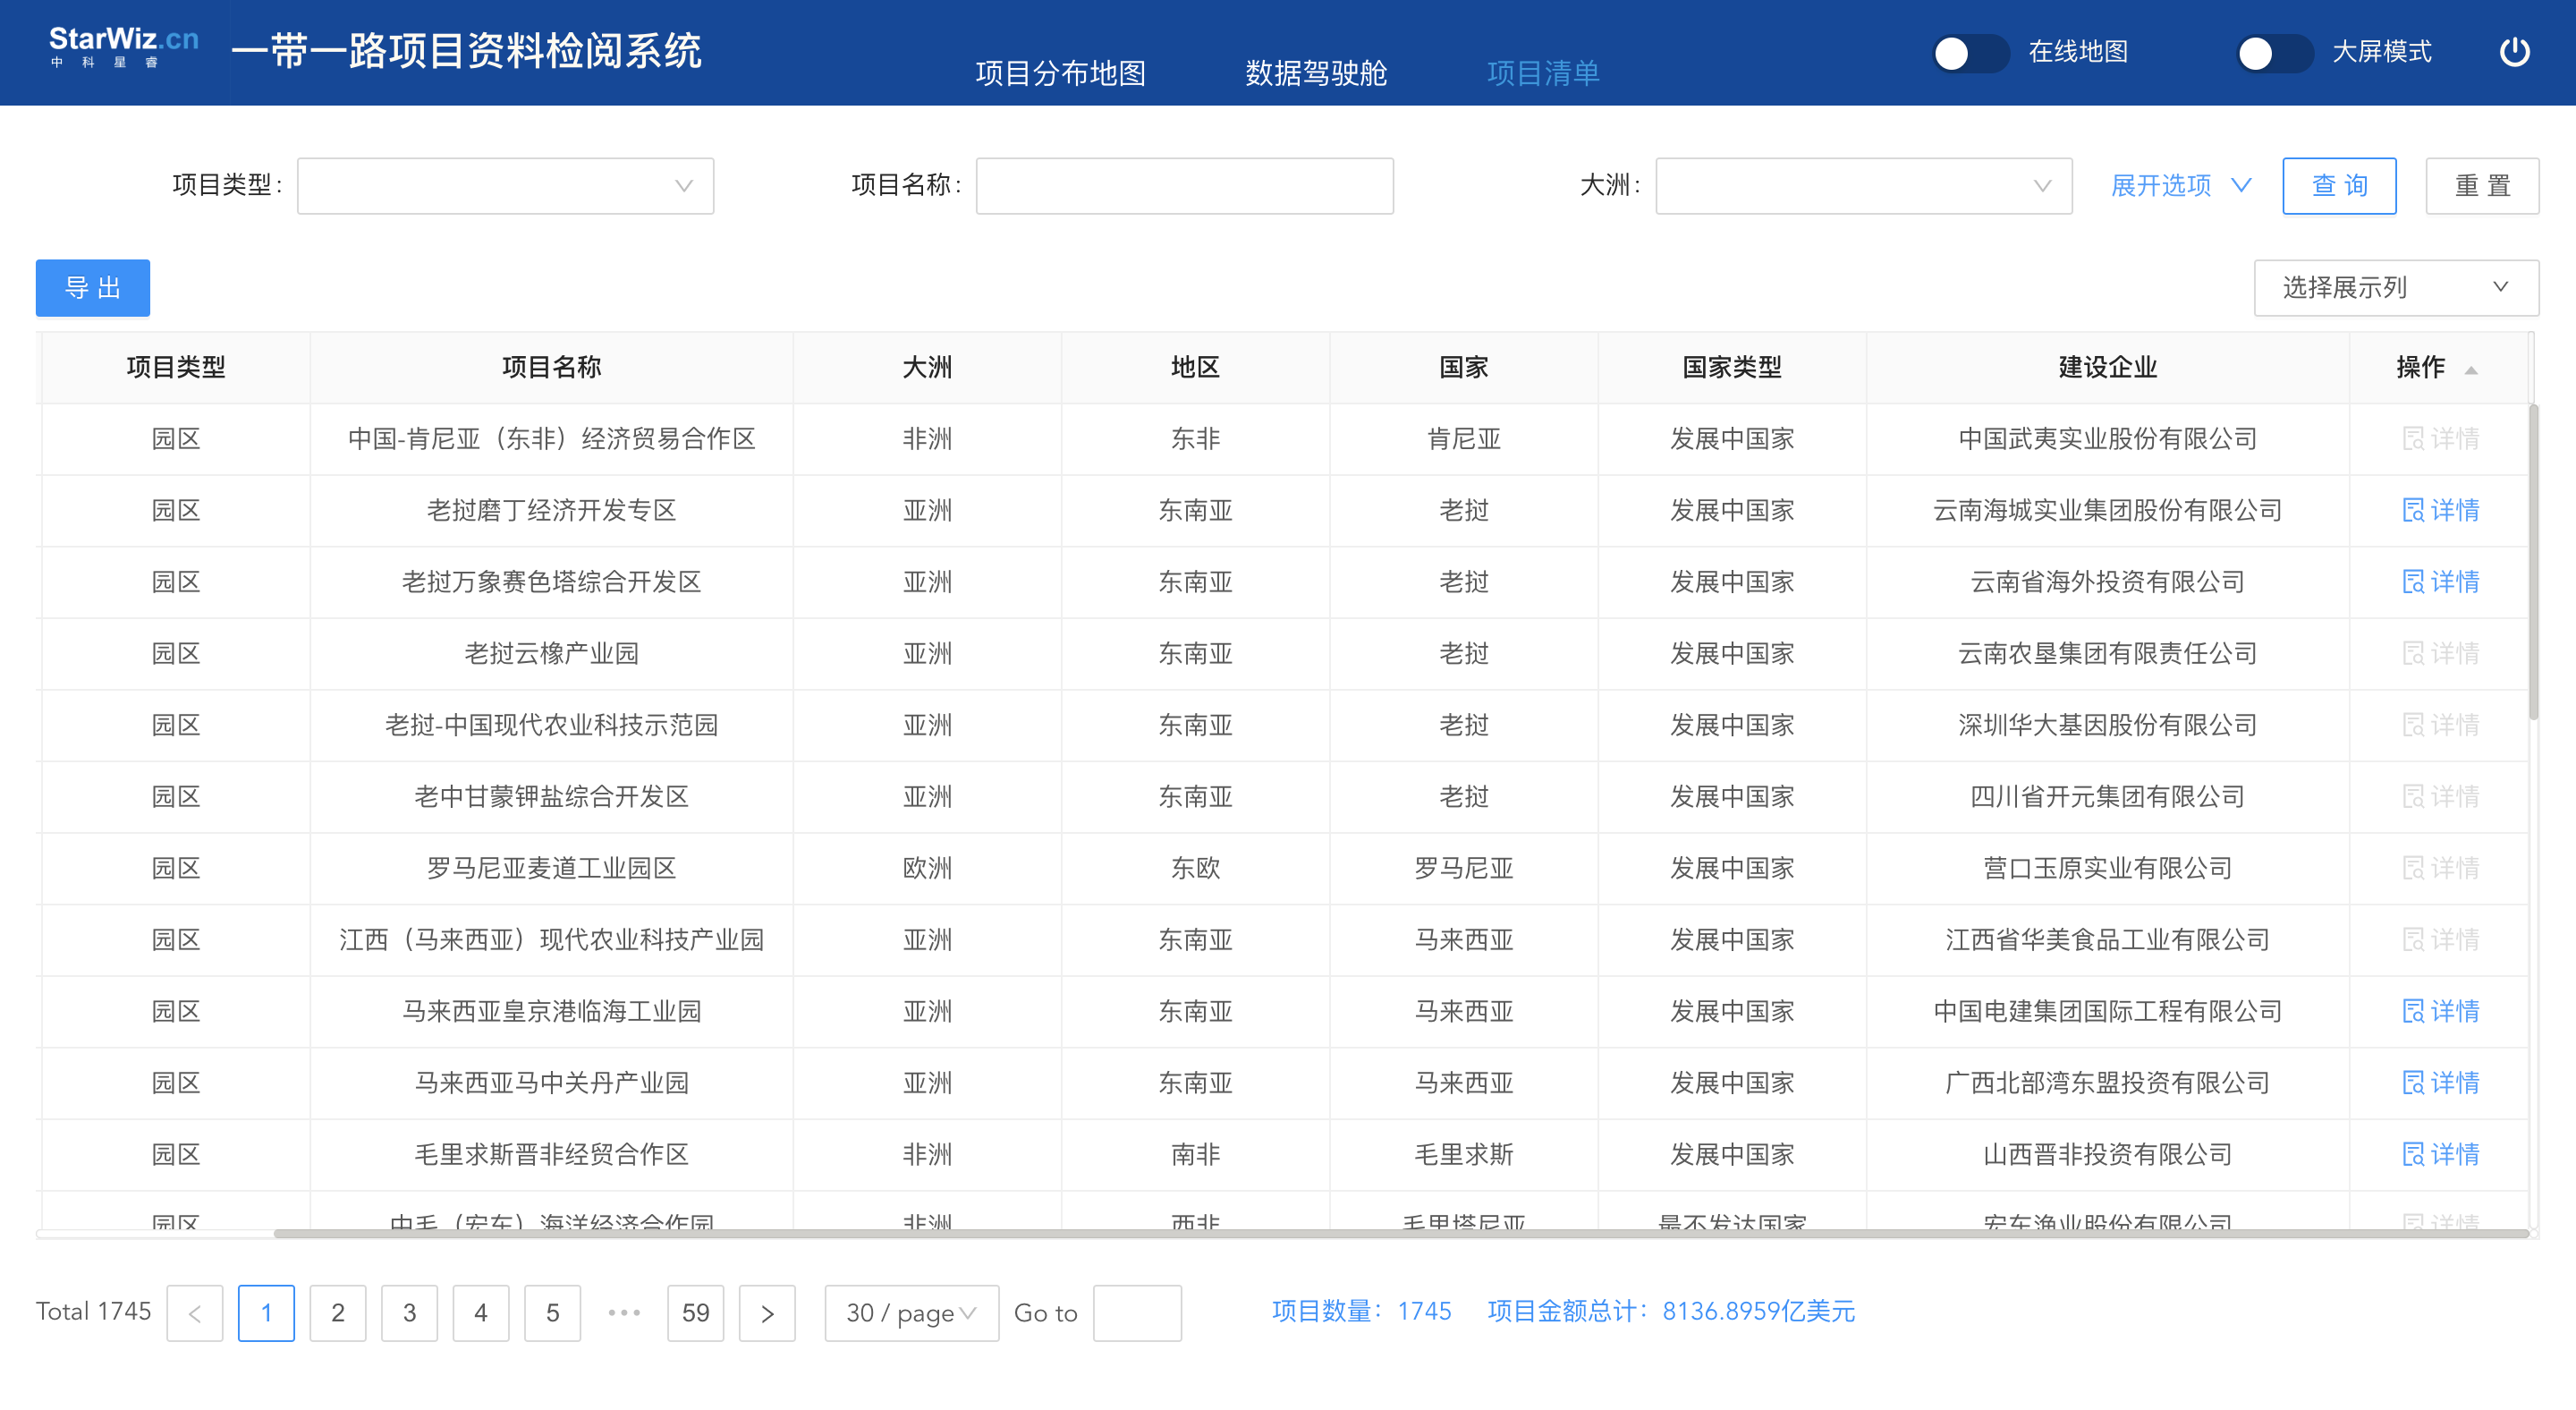 StarWiz.cn
中科星睿
一带一路项目资料检阅系统
项目分布地图 数据驾驶舱 项目清单
在线地图 大屏模式
项目类型: 项目名称: 大洲: 展开选项 查 询 重 置
导 出 选择展示列
项目类型 项目名称 大洲 地区 国家 国家类型 建设企业 操作
园区 中国-肯尼亚（东非）经济贸易合作区 非洲 东非 肯尼亚 发展中国家 中国武夷实业股份有限公司 详情
园区 老挝磨丁经济开发专区 亚洲 东南亚 老挝 发展中国家 云南海城实业集团股份有限公司 详情
园区 老挝万象赛色塔综合开发区 亚洲 东南亚 老挝 发展中国家 云南省海外投资有限公司 详情
园区 老挝云橡产业园 亚洲 东南亚 老挝 发展中国家 云南农垦集团有限责任公司 详情
园区 老挝-中国现代农业科技示范园 亚洲 东南亚 老挝 发展中国家 深圳华大基因股份有限公司 详情
园区 老中甘蒙钾盐综合开发区 亚洲 东南亚 老挝 发展中国家 四川省开元集团有限公司 详情
园区 罗马尼亚麦道工业园区 欧洲 东欧 罗马尼亚 发展中国家 营口玉原实业有限公司 详情
园区 江西（马来西亚）现代农业科技产业园 亚洲 东南亚 马来西亚 发展中国家 江西省华美食品工业有限公司 详情
园区 马来西亚皇京港临海工业园 亚洲 东南亚 马来西亚 发展中国家 中国电建集团国际工程有限公司 详情
园区 马来西亚马中关丹产业园 亚洲 东南亚 马来西亚 发展中国家 广西北部湾东盟投资有限公司 详情
园区 毛里求斯晋非经贸合作区 非洲 南非 毛里求斯 发展中国家 山西晋非投资有限公司 详情
园区 中毛（宏东）海洋经济合作园 非洲 西非 毛里塔尼亚 最不发达国家 宏东渔业股份有限公司 详情
Total 1745 < 1 2 3 4 5 ••• 59 > 30 / page Go to 项目数量：1745 项目金额总计：8136.8959亿美元